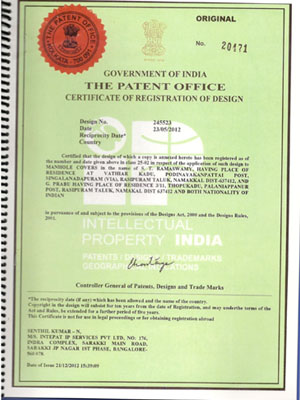 THE PATENT OFFICE
ORIGINAL
No. 20171
GOVERNMENT OF INDIA
THE PATENT OFFICE
CERTIFICATE OF REGISTRATION OF DESIGN
Design No. 245523
Date 23/05/2012
Reciprocity Date*
Country
Certified that the design of which a copy is annexed hereto has been registered as of the
number and date given above in class 25-02 in respect of the application of such design to
MANHOLE COVERS in the name of S. T. RAMASWAMY, HAVING PLACE OF
RESIDENCE AT VATHIAR KADU, PODINAYAKANPATTAI POST,
SINGALANADAPURAM (VIA), RASIPURAM TALUK, NAMAKKAL DIST 637412, AND
G. PRABU HAVING PLACE OF RESIDENCE 3/31, THOPUKADU, PALANIAPPANER
POST, RASIPURAM TALUK, NAMAKAL DIST 637412 AND BOTH NATIONALITY OF
INDIAN
in pursuance of and subject to the provisions of the Designs Act, 2000 and the Designs Rules,
2001.
INTELLECTUAL
PROPERTY INDIA
PATENTS / DESIGNS / TRADEMARKS
GEOGRAPHICAL INDICATIONS
Controller General of Patents, Designs and Trade Marks
*The reciprocity date (if any) which has been allowed and the name of the country.
Copyright in the design will subsist for ten years from the date of Registration, and may under the terms of
the Act and Rules, be extended for a further period of five years.
This Certificate is not for use in legal proceedings or for obtaining registration abroad
SENTHIL KUMAR - N,
M/S. INTEPAT IP SERVICES PVT LTD, NO. 176,
INDRA COMPLEX, SARAKKI MAIN ROAD,
SARAKKI JP NAGAR 1ST PHASE, BANGALORE-
Date of Issue 21/12/2012 15:39:09